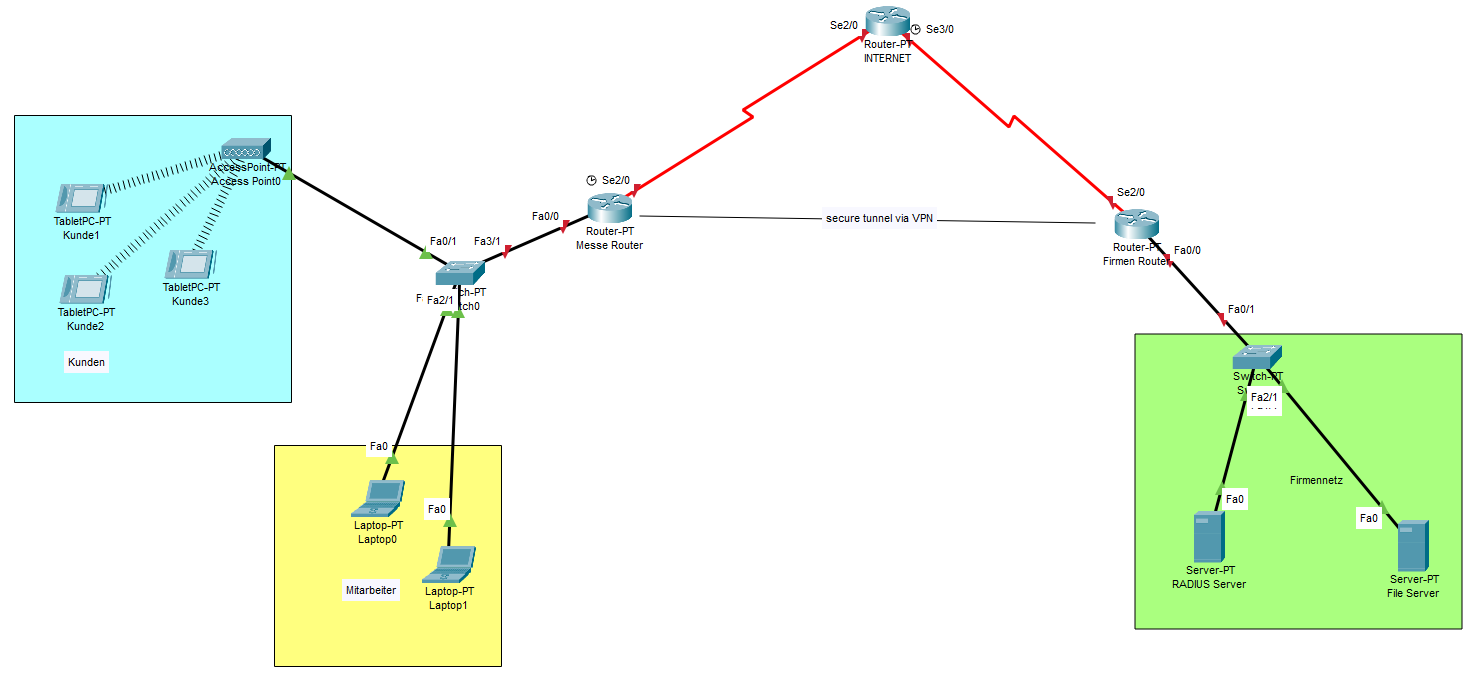 Se2/0
Se3/0
Router-PT
INTERNET
AccessPoint-PT
Access Point0
TabletPC-PT
Kunde1
TabletPC-PT
Kunde3
TabletPC-PT
Kunde2
Kunden
Se2/0
Fa0/0
Router-PT
Messe Router
Fa0/1
Fa3/1
Fa2/1
secure tunnel via VPN
Se2/0
Router-PT
Firmen Router
Fa0/0
Fa0/1
Switch-PT
Fa2/1
Fa0
Laptop-PT
Laptop0
Fa0
Laptop-PT
Laptop1
Mitarbeiter
Firmennetz
Fa0
Server-PT
RADIUS Server
Fa0
Server-PT
File Server